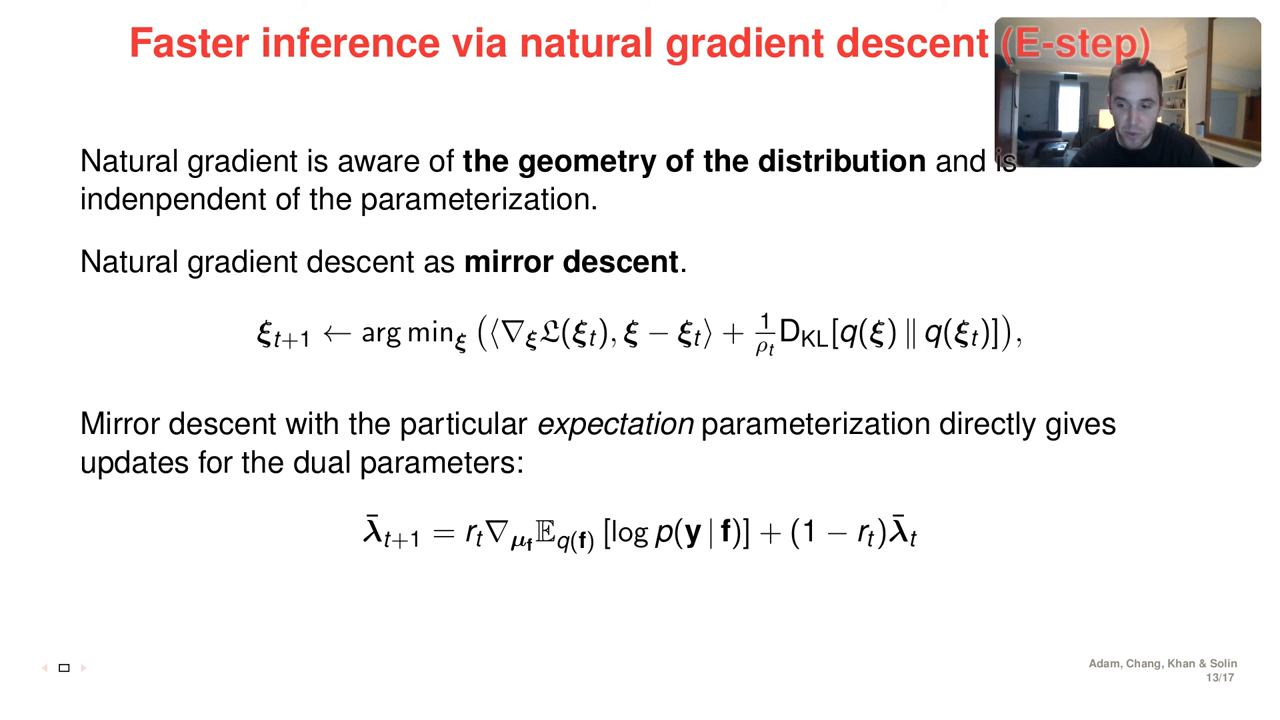 Faster inference via natural gradient descent (E-step)
Natural gradient is aware of the geometry of the distribution and is
indenpendent of the parameterization.
Natural gradient descent as mirror descent.
ξ_{t+1} ← arg min_ξ (⟨∇_ξ 𝔏(ξ_t), ξ − ξ_t⟩ + 1/ρ_t D_KL[q(ξ) ∥ q(ξ_t)]),
Mirror descent with the particular expectation parameterization directly gives
updates for the dual parameters:
λ̄_{t+1} = r_t ∇_{μ_f} 𝔼_{q(f)} [log p(y | f)] + (1 − r_t) λ̄_t
Adam, Chang, Khan & Solin
13/17